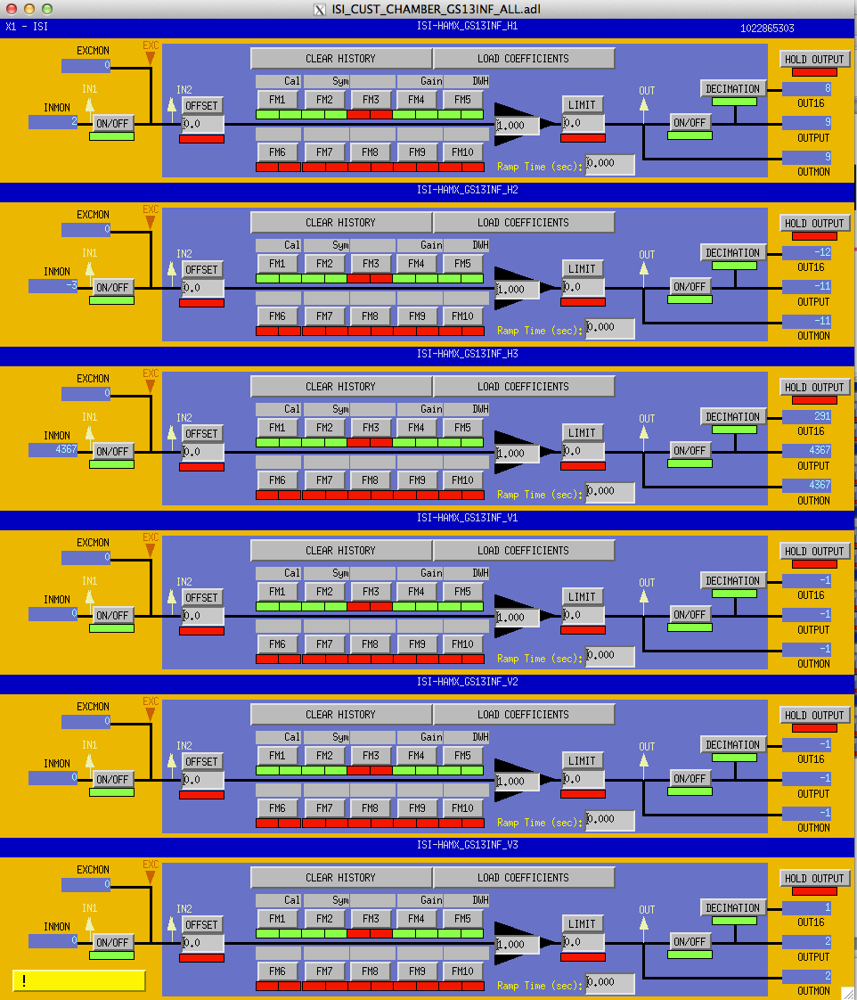 ISI_CUST_CHAMBER_GS13INF_ALL.adl
X1 - ISI ISI-HAMX_GS13INF_H1 1022865303
EXCMON EXC CLEAR HISTORY LOAD COEFFICIENTS HOLD OUTPUT
0 Cal Sym Gain DWH
IN1 IN2 FM1 FM2 FM3 FM4 FM5 OUT DECIMATION 8
INMON OFFSET LIMIT OUT16
2 ON/OFF 0.0 1.000 0.0 ON/OFF 9
OUTPUT
FM6 FM7 FM8 FM9 FM10 9
Ramp Time (sec): 0.000 OUTMON
ISI-HAMX_GS13INF_H2
EXCMON EXC CLEAR HISTORY LOAD COEFFICIENTS HOLD OUTPUT
0 Cal Sym Gain DWH
IN1 IN2 FM1 FM2 FM3 FM4 FM5 OUT DECIMATION -12
INMON OFFSET LIMIT OUT16
-3 ON/OFF 0.0 1.000 0.0 ON/OFF -11
OUTPUT
FM6 FM7 FM8 FM9 FM10 -11
Ramp Time (sec): 0.000 OUTMON
ISI-HAMX_GS13INF_H3
EXCMON EXC CLEAR HISTORY LOAD COEFFICIENTS HOLD OUTPUT
0 Cal Sym Gain DWH
IN1 IN2 FM1 FM2 FM3 FM4 FM5 OUT DECIMATION 291
INMON OFFSET LIMIT OUT16
4367 ON/OFF 0.0 1.000 0.0 ON/OFF 4367
OUTPUT
FM6 FM7 FM8 FM9 FM10 4367
Ramp Time (sec): 0.000 OUTMON
ISI-HAMX_GS13INF_V1
EXCMON EXC CLEAR HISTORY LOAD COEFFICIENTS HOLD OUTPUT
0 Cal Sym Gain DWH
IN1 IN2 FM1 FM2 FM3 FM4 FM5 OUT DECIMATION -1
INMON OFFSET LIMIT OUT16
0 ON/OFF 0.0 1.000 0.0 ON/OFF -1
OUTPUT
FM6 FM7 FM8 FM9 FM10 -1
Ramp Time (sec): 0.000 OUTMON
ISI-HAMX_GS13INF_V2
EXCMON EXC CLEAR HISTORY LOAD COEFFICIENTS HOLD OUTPUT
0 Cal Sym Gain DWH
IN1 IN2 FM1 FM2 FM3 FM4 FM5 OUT DECIMATION -1
INMON OFFSET LIMIT OUT16
0 ON/OFF 0.0 1.000 0.0 ON/OFF -1
OUTPUT
FM6 FM7 FM8 FM9 FM10 -1
Ramp Time (sec): 0.000 OUTMON
ISI-HAMX_GS13INF_V3
EXCMON EXC CLEAR HISTORY LOAD COEFFICIENTS HOLD OUTPUT
0 Cal Sym Gain DWH
IN1 IN2 FM1 FM2 FM3 FM4 FM5 OUT DECIMATION 1
INMON OFFSET LIMIT OUT16
0 ON/OFF 0.0 1.000 0.0 ON/OFF 2
OUTPUT
! FM6 FM7 FM8 FM9 FM10 2
Ramp Time (sec): 0.000 OUTMON